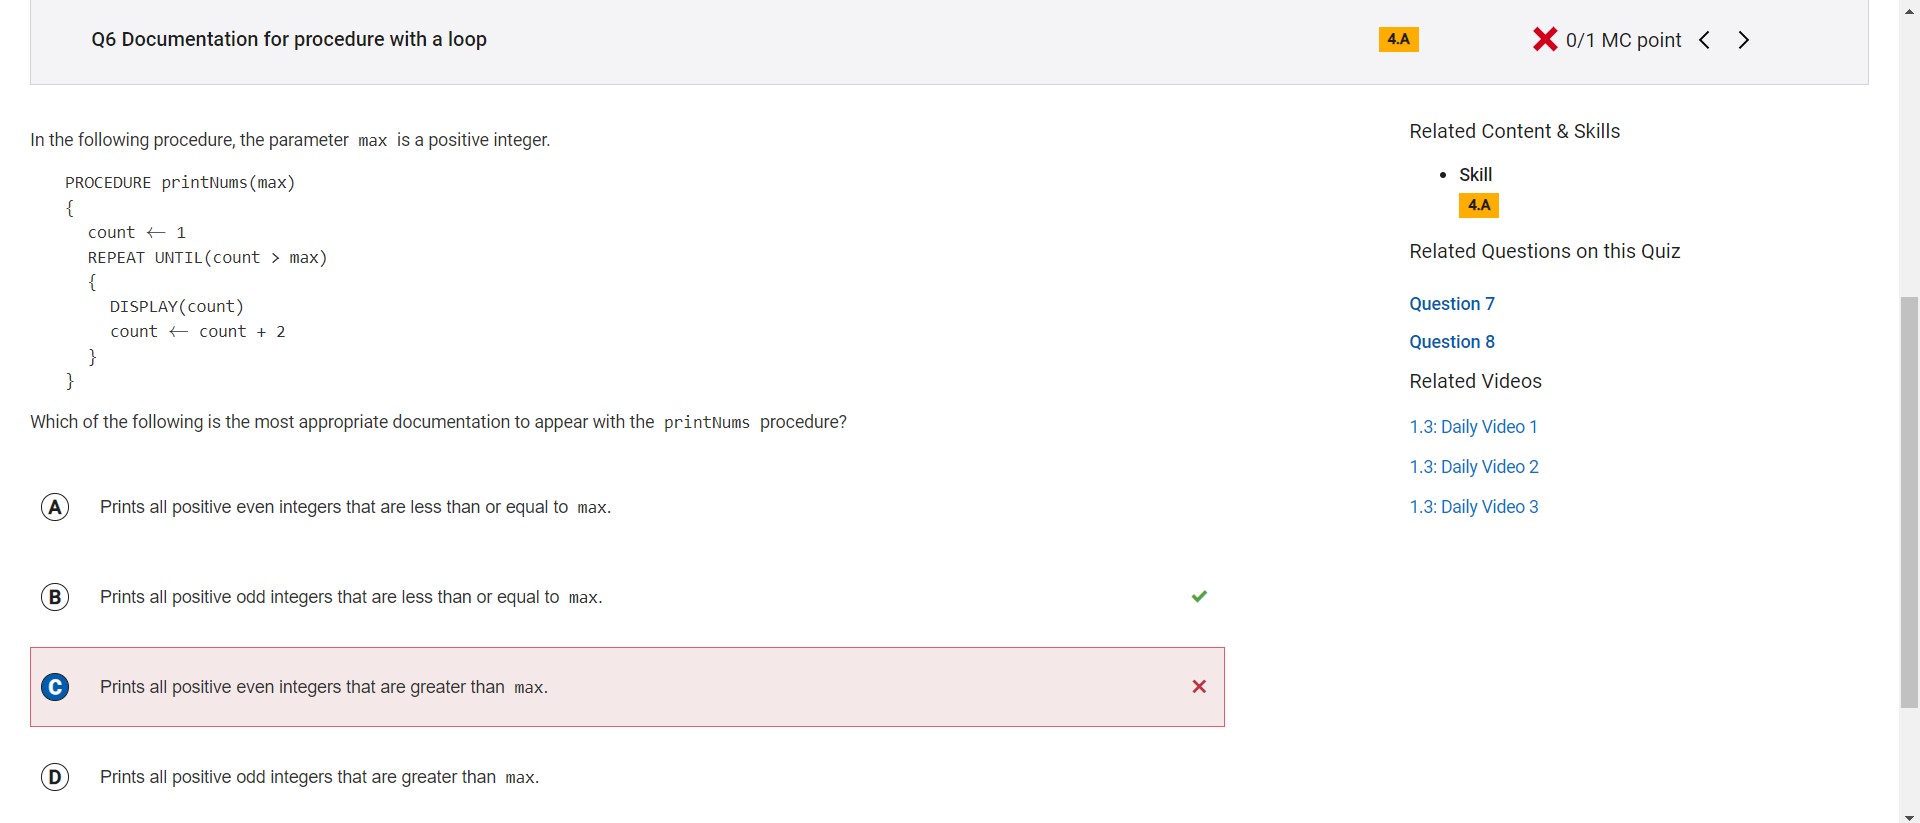 Q6 Documentation for procedure with a loop
4.A
0/1 MC point
In the following procedure, the parameter max is a positive integer.
PROCEDURE printNums(max)
{
count ← 1
REPEAT UNTIL(count > max)
{
DISPLAY(count)
count ← count + 2
}
}
Which of the following is the most appropriate documentation to appear with the printNums procedure?
A Prints all positive even integers that are less than or equal to max.
B Prints all positive odd integers that are less than or equal to max.
C Prints all positive even integers that are greater than max.
D Prints all positive odd integers that are greater than max.
Related Content & Skills
• Skill
4.A
Related Questions on this Quiz
Question 7
Question 8
Related Videos
1.3: Daily Video 1
1.3: Daily Video 2
1.3: Daily Video 3